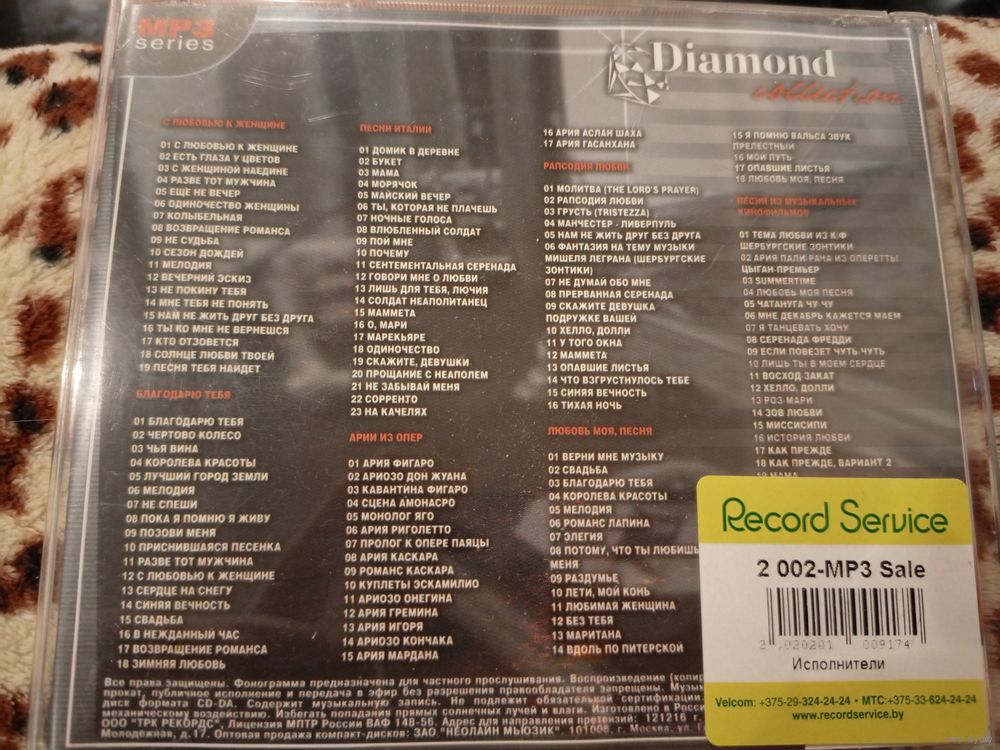 MP3
series
Diamond
collection
С ЛЮБОВЬЮ К ЖЕНЩИНЕ
01 С ЛЮБОВЬЮ К ЖЕНЩИНЕ
02 ЕСТЬ ГЛАЗА У ЦВЕТОВ
03 С ЖЕНЩИНОЙ НАЕДИНЕ
04 РАЗВЕ ТОТ МУЖЧИНА
05 ЕЩЕ НЕ ВЕЧЕР
06 ОДИНОЧЕСТВО ЖЕНЩИНЫ
07 КОЛЫБЕЛЬНАЯ
08 ВОЗВРАЩЕНИЕ РОМАНСА
09 НЕ СУДЬБА
10 СЕЗОН ДОЖДЕЙ
11 МЕЛОДИЯ
12 ВЕЧЕРНИЙ ЭСКИЗ
13 НЕ ПОКИНУ ТЕБЯ
14 МНЕ ТЕБЯ НЕ ПОНЯТЬ
15 НАМ НЕ ЖИТЬ ДРУГ БЕЗ ДРУГА
16 ТЫ КО МНЕ НЕ ВЕРНЕШСЯ
17 КТО ОТЗОВЕТСЯ
18 СОЛНЦЕ ЛЮБВИ ТВОЕЙ
19 ПЕСНЯ ТЕБЯ НАЙДЕТ
БЛАГОДАРЮ ТЕБЯ
01 БЛАГОДАРЮ ТЕБЯ
02 ЧЕРТОВО КОЛЕСО
03 ЧЬЯ ВИНА
04 КОРОЛЕВА КРАСОТЫ
05 ЛУЧШИЙ ГОРОД ЗЕМЛИ
06 МЕЛОДИЯ
07 НЕ СПЕШИ
08 ПОКА Я ПОМНЮ Я ЖИВУ
09 ПОЗОВИ МЕНЯ
10 ПРИСНИВШАЯСЯ ПЕСЕНКА
11 РАЗВЕ ТОТ МУЖЧИНА
12 С ЛЮБОВЬЮ К ЖЕНЩИНЕ
13 СЕРДЦЕ НА СНЕГУ
14 СИНЯЯ ВЕЧНОСТЬ
15 СВАДЬБА
16 В НЕЖДАННЫЙ ЧАС
17 ВОЗВРАЩЕНИЕ РОМАНСА
18 ЗИМНЯЯ ЛЮБОВЬ
ПЕСНИ ИТАЛИИ
01 ДОМИК В ДЕРЕВНЕ
02 БУКЕТ
03 МАМА
04 МОРЯЧОК
05 МАЙСКИЙ ВЕЧЕР
06 ТЫ, КОТОРАЯ НЕ ПЛАЧЕШЬ
07 НОЧНЫЕ ГОЛОСА
08 ВЛЮБЛЕННЫЙ СОЛДАТ
09 ПОЙ МНЕ
10 ПОЧЕМУ
11 СЕНТЕМЕНТАЛЬНАЯ СЕРЕНАДА
12 ГОВОРИ МНЕ О ЛЮБВИ
13 ЛИШЬ ДЛЯ ТЕБЯ, ЛЮЧИЯ
14 СОЛДАТ НЕАПОЛИТАНЕЦ
15 МАММЕТА
16 О, МАРИ
17 МАРЕКЬЯРЕ
18 ОДИНОЧЕСТВО
19 СКАЖИТЕ, ДЕВУШКИ
20 ПРОЩАНИЕ С НЕАПОЛЕМ
21 НЕ ЗАБЫВАЙ МЕНЯ
22 СОРРЕНТО
23 НА КАЧЕЛЯХ
АРИИ ИЗ ОПЕР
01 АРИЯ ФИГАРО
02 АРИОЗО ДОН ЖУАНА
03 КАВАНТИНА ФИГАРО
04 СЦЕНА АМОНАСРО
05 МОНОЛОГ ЯГО
06 АРИЯ РИГОЛЕТТО
07 ПРОЛОГ К ОПЕРЕ ПАЯЦЫ
08 АРИЯ КАСКАРА
09 РОМАНС КАСКАРА
10 КУПЛЕТЫ ЭСКАМИЛИО
11 АРИОЗО ОНЕГИНА
12 АРИЯ ГРЕМИНА
13 АРИЯ ИГОРЯ
14 АРИОЗО КОНЧАКА
15 АРИЯ МАРДАНА
16 АРИЯ АСЛАН ШАХА
17 АРИЯ ГАСАНХАНА
РАПСОДИЯ ЛЮБВИ
01 МОЛИТВА (THE LORD'S PRAYER)
02 РАПСОДИЯ ЛЮБВИ
03 ГРУСТЬ (TRISTEZZA)
04 МАНЧЕСТЕР - ЛИВЕРПУЛЬ
05 НАМ НЕ ЖИТЬ ДРУГ БЕЗ ДРУГА
06 ФАНТАЗИЯ НА ТЕМУ МУЗЫКИ
МИШЕЛЯ ЛЕГРАНА (ШЕРБУРГСКИЕ
ЗОНТИКИ)
07 НЕ ДУМАЙ ОБО МНЕ
08 ПРЕРВАННАЯ СЕРЕНАДА
09 СКАЖИТЕ ДЕВУШКА
ПОДРУЖКЕ ВАШЕЙ
10 ХЕЛЛО, ДОЛЛИ
11 У ТОГО ОКНА
12 МАММЕТА
13 ОПАВШИЕ ЛИСТЬЯ
14 ЧТО ВЗГРУСТНУЛОСЬ ТЕБЕ
15 СИНЯЯ ВЕЧНОСТЬ
16 ТИХАЯ НОЧЬ
ЛЮБОВЬ МОЯ, ПЕСНЯ
01 ВЕРНИ МНЕ МУЗЫКУ
02 СВАДЬБА
03 БЛАГОДАРЮ ТЕБЯ
04 КОРОЛЕВА КРАСОТЫ
05 МЕЛОДИЯ
06 РОМАНС ЛАПИНА
07 ЭЛЕГИЯ
08 ПОТОМУ, ЧТО ТЫ ЛЮБИШЬ
МЕНЯ
09 РАЗДУМЬЕ
10 ЛЕТИ, МОЙ КОНЬ
11 ЛЮБИМАЯ ЖЕНЩИНА
12 БЕЗ ТЕБЯ
13 МАРИТАНА
14 ВДОЛЬ ПО ПИТЕРСКОЙ
15 Я ПОМНЮ ВАЛЬСА ЗВУК
ПРЕЛЕСТНЫЙ
16 МОЙ ПУТЬ
17 ОПАВШИЕ ЛИСТЬЯ
18 ЛЮБОВЬ МОЯ, ПЕСНЯ
ПЕСНИ ИЗ МУЗЫКАЛЬНЫХ
КИНОФИЛЬМОВ
01 ТЕМА ЛЮБВИ ИЗ К/Ф
ШЕРБУРГСКИЕ ЗОНТИКИ
02 АРИЯ ПАЛИ РАЧА ИЗ ОПЕРЕТТЫ
ЦЫГАН-ПРЕМЬЕР
03 SUMMERTIME
04 ЛЮБОВЬ МОЯ ПЕСНЯ
05 ЧАТАНУГА ЧУ-ЧУ
06 МНЕ ДЕКАБРЬ КАЖЕТСЯ МАЕМ
07 Я ТАНЦЕВАТЬ ХОЧУ
08 СЕРЕНАДА ФРЕДДИ
09 ЕСЛИ ПОВЕЗЕТ ЧУТЬ-ЧУТЬ
10 ЛИШЬ ТЫ В МОЕМ СЕРДЦЕ
11 ВОСХОД-ЗАКАТ
12 ХЕЛЛО, ДОЛЛИ
13 РОЗ-МАРИ
14 ЗОВ ЛЮБВИ
15 МИССИСИПИ
16 ИСТОРИЯ ЛЮБВИ
17 КАК ПРЕЖДЕ
18 КАК ПРЕЖДЕ, ВАРИАНТ 2
19 МАМА
Record Service
2 002-MP3 Sale
2 020201 009174
Исполнители
Velcom: +375-29-324-24-24 • МТС:+375-33-624-24-24
www.recordservice.by
Все права защищены. Фонограмма предназначена для частного прослушивания. Воспроизведение (копир
прокат, публичное исполнение и передача в эфир без разрешения правообладателя запрещены. Музык
диск формата CD-DA. Содержит музыкальную запись. Не подлежит обязательной сертификации.
механическому воздействию. Избегать попадания прямых солнечных лучей и влаги. Изготовлено в Росси
ООО "ТРК РЕКОРДС", Лицензия МПТР России ВАФ 148-56. Адрес для направления претензий: 121216 г.
Молодежная, д.17. Оптовая продажа компакт-дисков: ЗАО "НЕОЛАЙН МЬЮЗИК", 101006, г. Москва, ул.